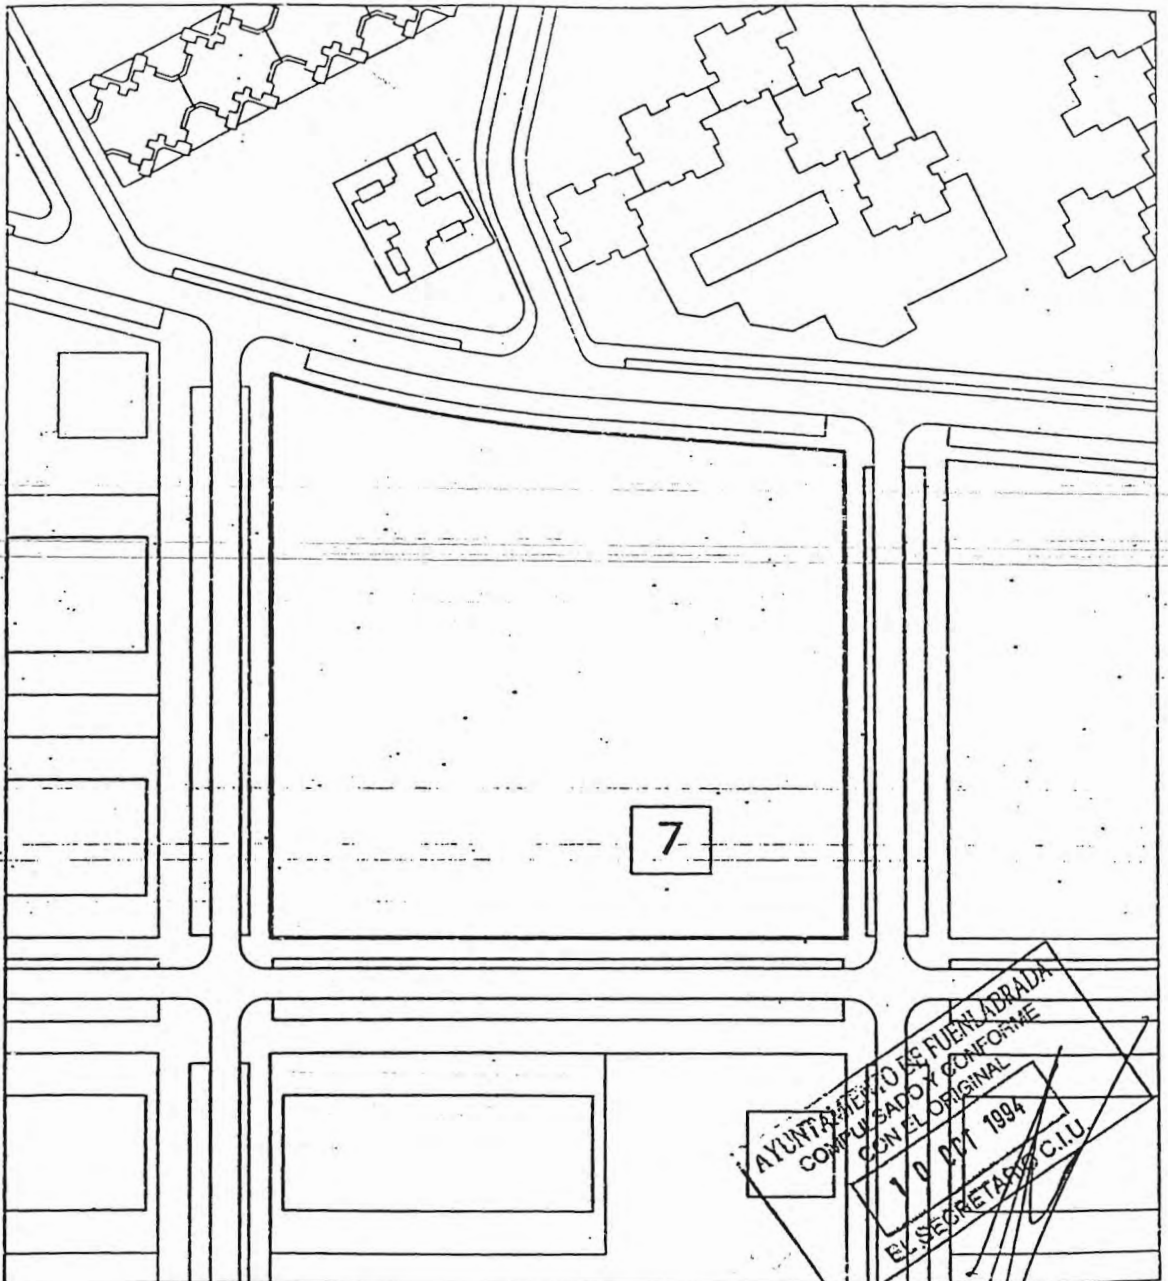 7
AYUNTAMIENTO DE FUENLABRADA
COMPULSADO Y CONFORME
CON EL ORIGINAL
10 OCT 1994
EL SECRETARIO C.I.U.